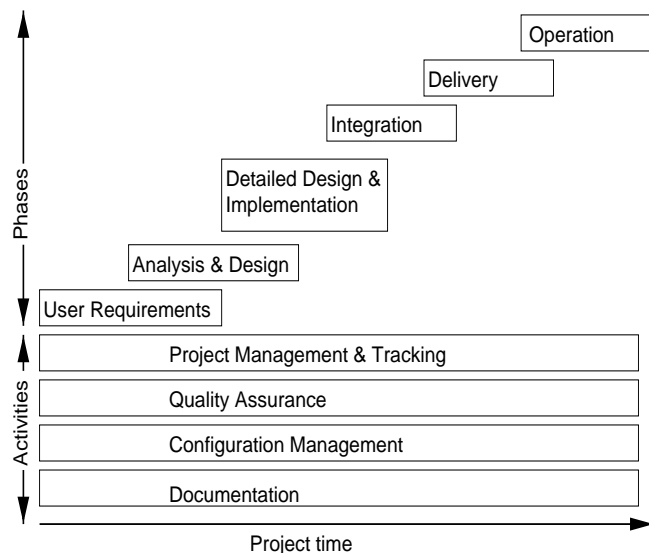 Operation
Delivery
Integration
Detailed Design &
Implementation
Analysis & Design
User Requirements
Phases
Project Management & Tracking
Quality Assurance
Configuration Management
Documentation
Activities
Project time